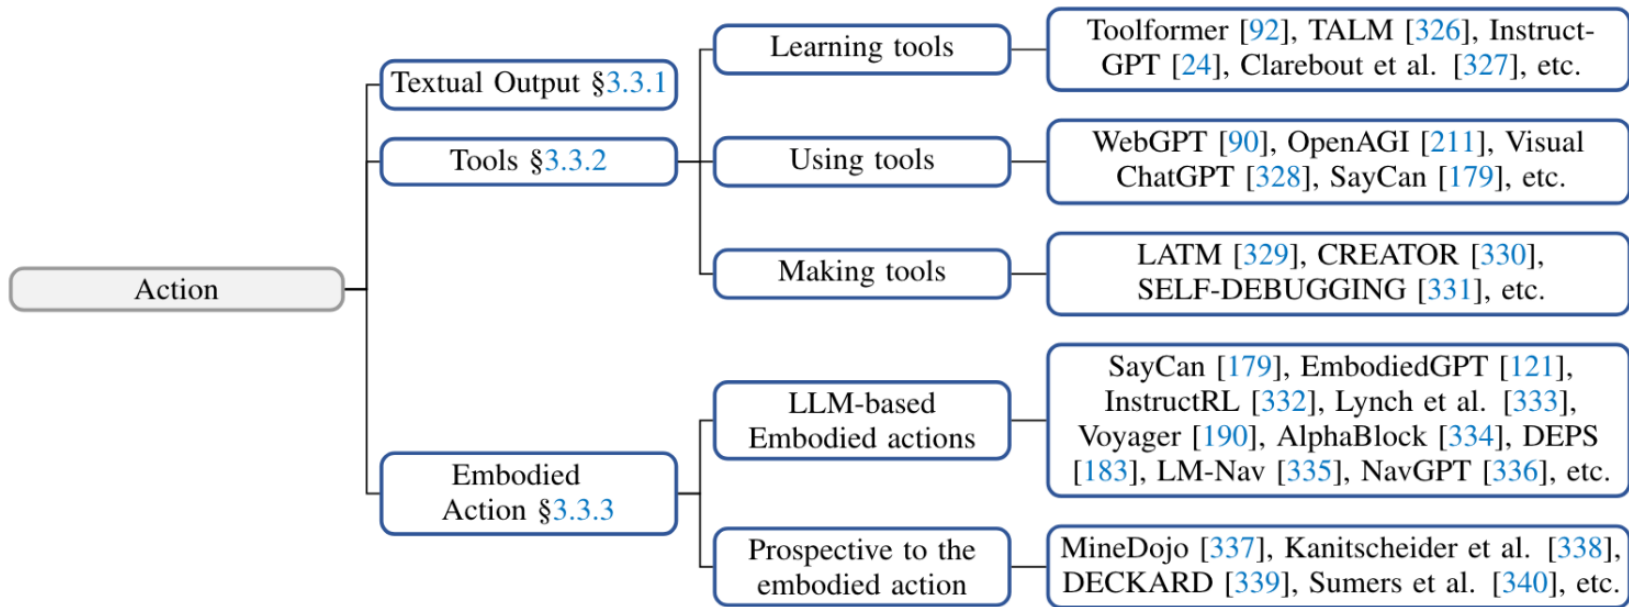 Action
Textual Output §3.3.1
Tools §3.3.2
Learning tools
Toolformer [92], TALM [326], Instruct-
GPT [24], Clarebout et al. [327], etc.
Using tools
WebGPT [90], OpenAGI [211], Visual
ChatGPT [328], SayCan [179], etc.
Making tools
LATM [329], CREATOR [330],
SELF-DEBUGGING [331], etc.
Embodied
Action §3.3.3
LLM-based
Embodied actions
SayCan [179], EmbodiedGPT [121],
InstructRL [332], Lynch et al. [333],
Voyager [190], AlphaBlock [334], DEPS
[183], LM-Nav [335], NavGPT [336], etc.
Prospective to the
embodied action
MineDojo [337], Kanitscheider et al. [338],
DECKARD [339], Sumers et al. [340], etc.